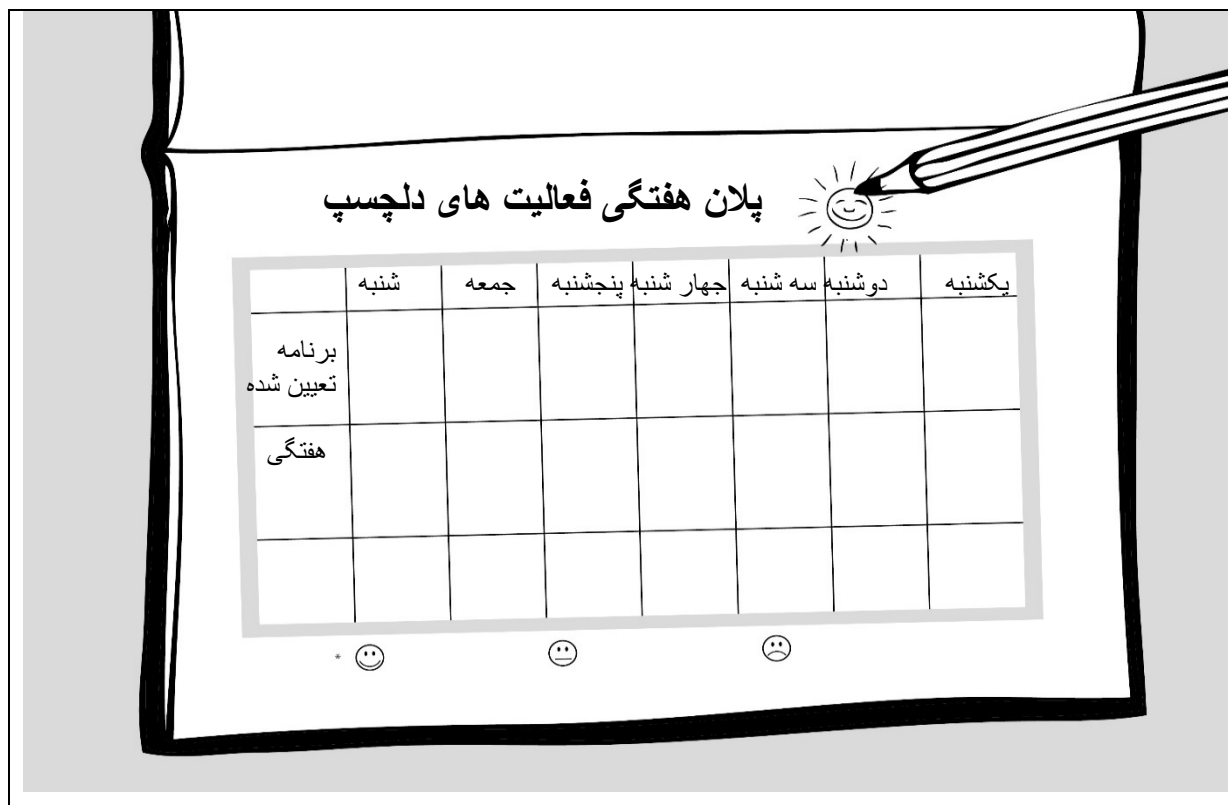 پلان هفتگی فعالیت های دلچسپ
یکشنبه دوشنبه سه شنبه جهار شنبه پنجشنبه جمعه شنبه
برنامه
تعیین شده
هفتگی
*